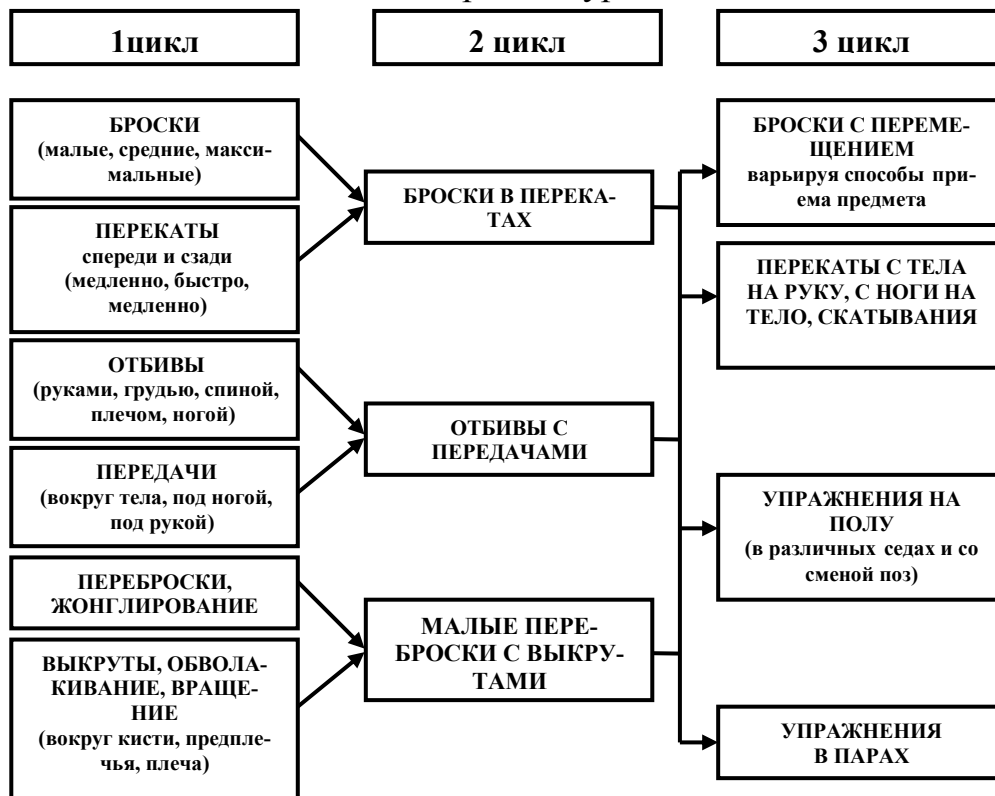 1цикл
2 цикл
3 цикл
БРОСКИ
(малые, средние, макси-
мальные)
ПЕРЕКАТЫ
спереди и сзади
(медленно, быстро,
медленно)
ОТБИВЫ
(руками, грудью, спиной,
плечом, ногой)
ПЕРЕДАЧИ
(вокруг тела, под ногой,
под рукой)
ПЕРЕБРОСКИ,
ЖОНГЛИРОВАНИЕ
ВЫКРУТЫ, ОБВОЛА-
КИВАНИЕ, ВРАЩЕ-
НИЕ
(вокруг кисти, предпле-
чья, плеча)
БРОСКИ В ПЕРЕКА-
ТАХ
ОТБИВЫ С
ПЕРЕДАЧАМИ
МАЛЫЕ ПЕРЕ-
БРОСКИ С ВЫКРУ-
ТАМИ
БРОСКИ С ПЕРЕМЕ-
ЩЕНИЕМ
варьируя способы при-
ема предмета
ПЕРЕКАТЫ С ТЕЛА
НА РУКУ, С НОГИ НА
ТЕЛО, СКАТЫВАНИЯ
УПРАЖНЕНИЯ НА
ПОЛУ
(в различных седах и со
сменой поз)
УПРАЖНЕНИЯ
В ПАРАХ